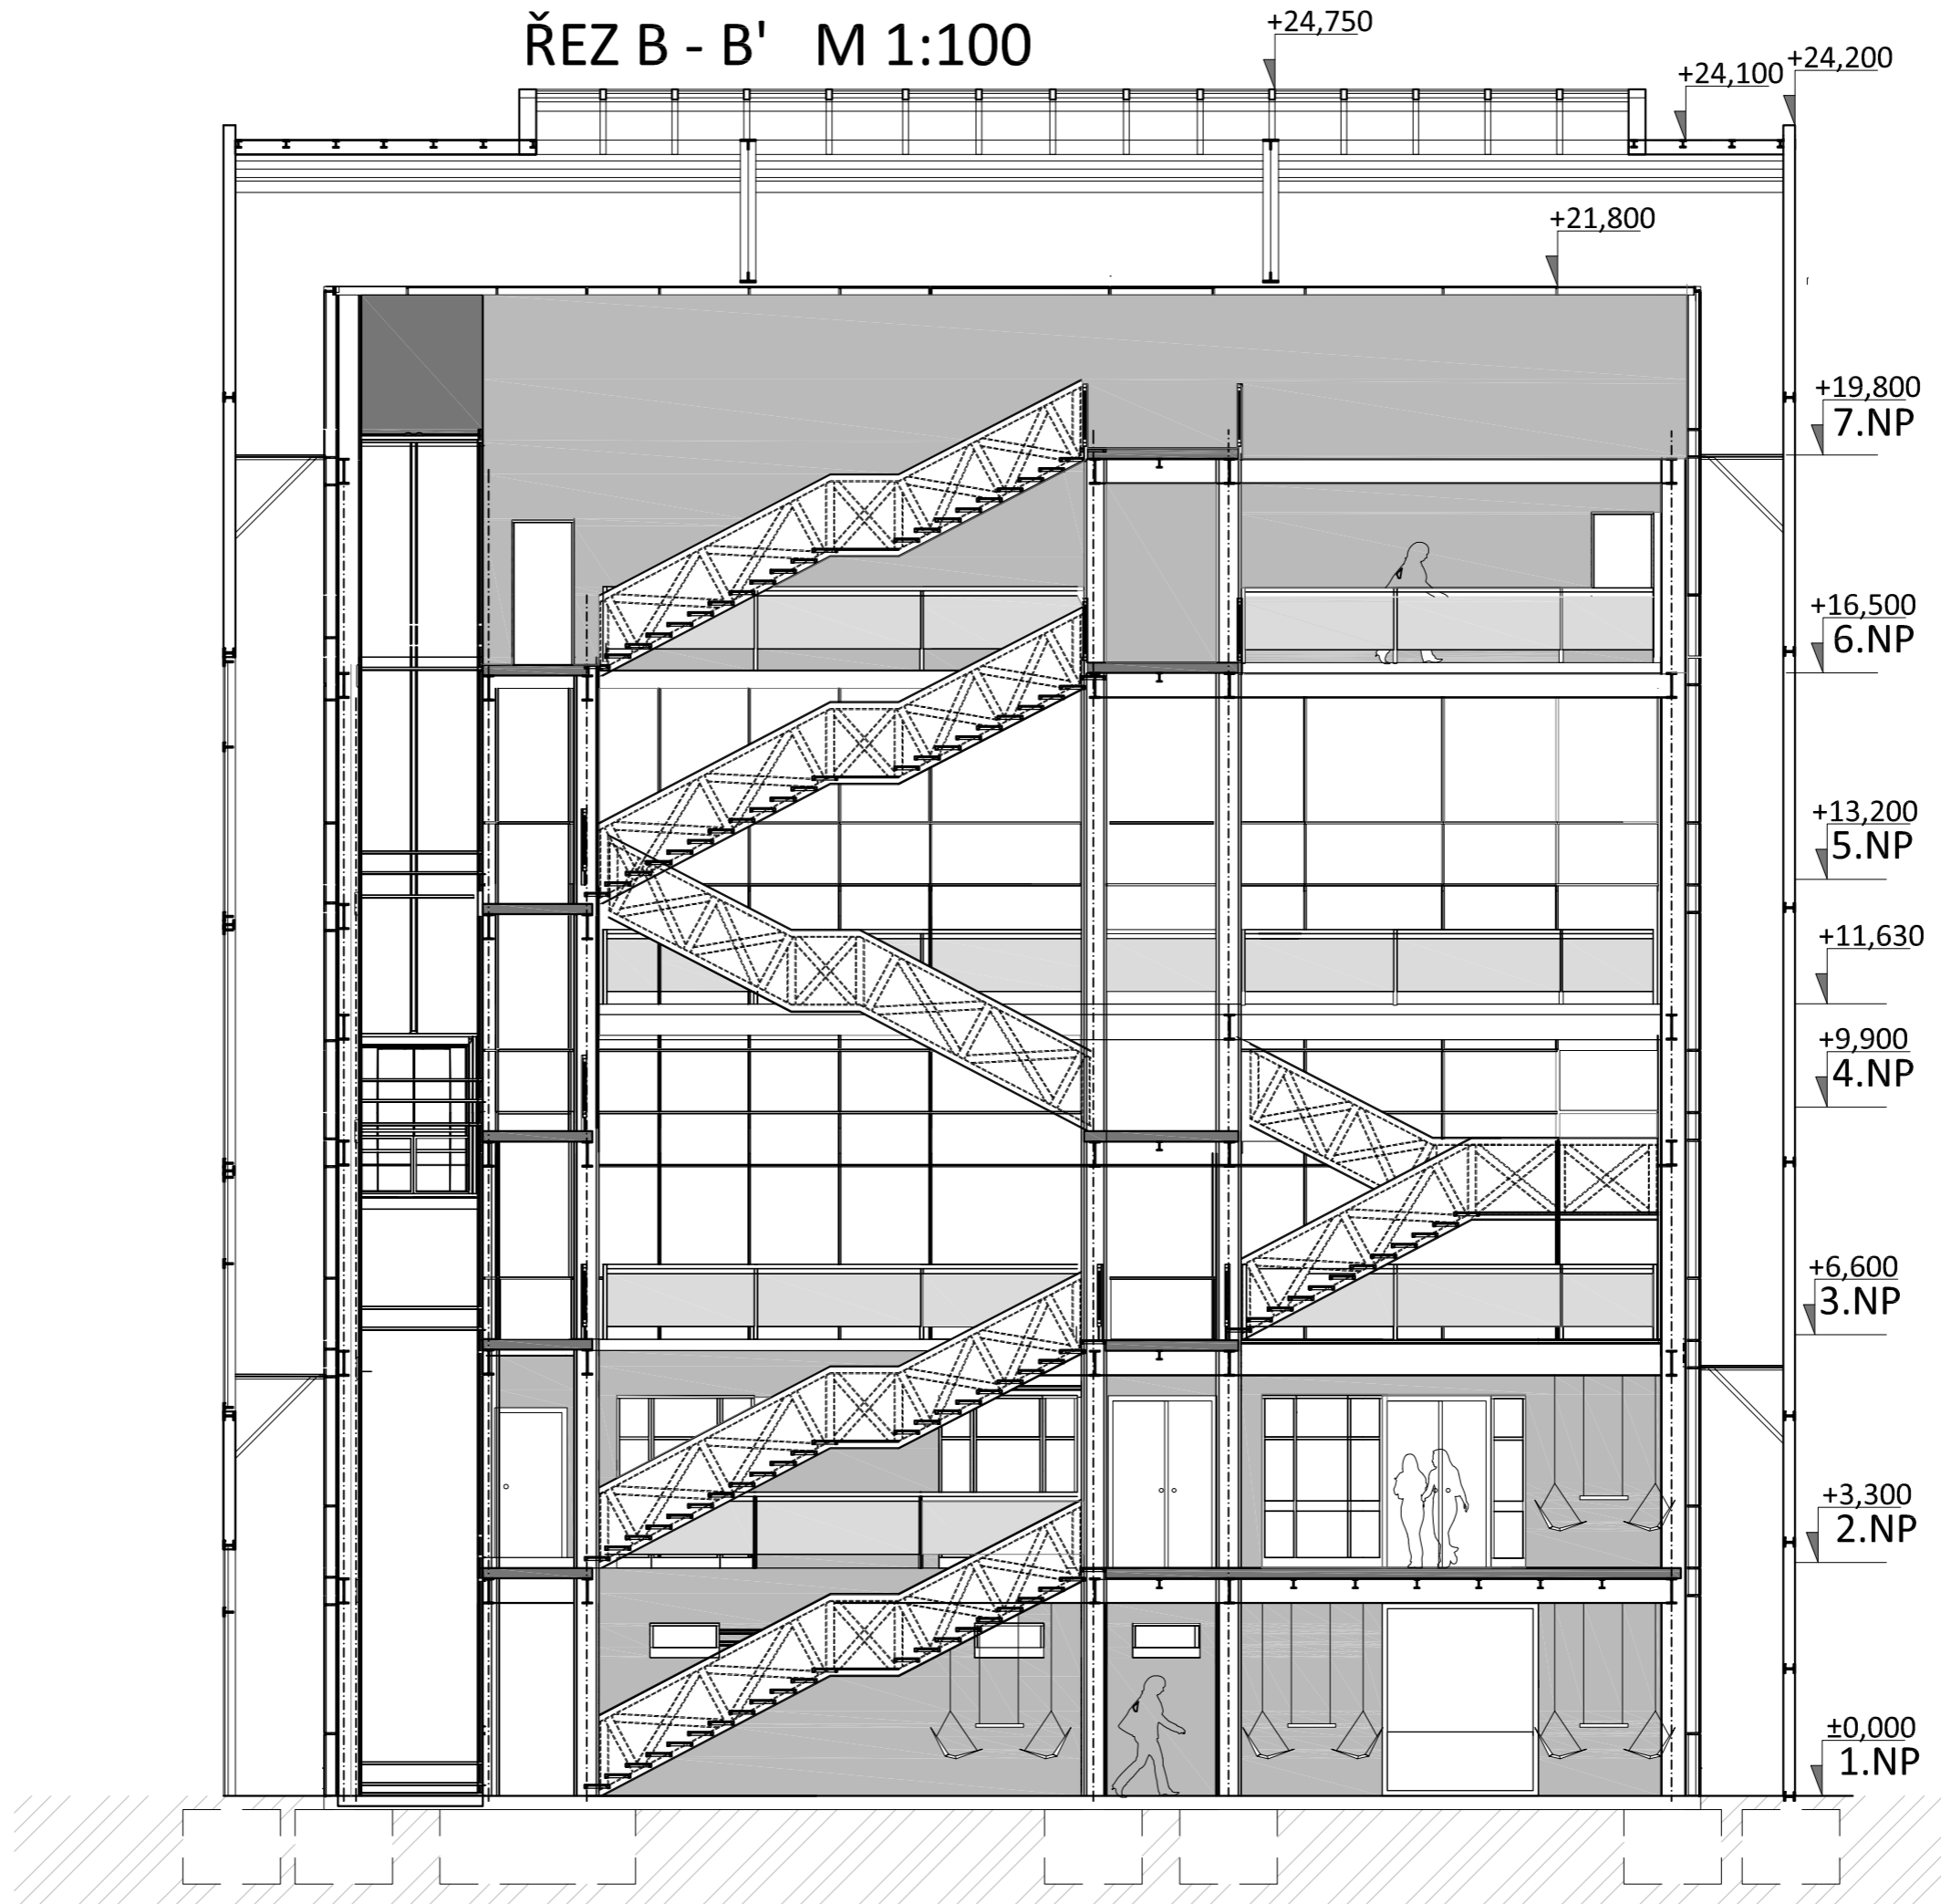 ŘEZ B - B' M 1:100
+24,750
+24,200
+24,100
+21,800
+19,800
7.NP
+16,500
6.NP
+13,200
5.NP
+11,630
+9,900
4.NP
+6,600
3.NP
+3,300
2.NP
±0,000
1.NP